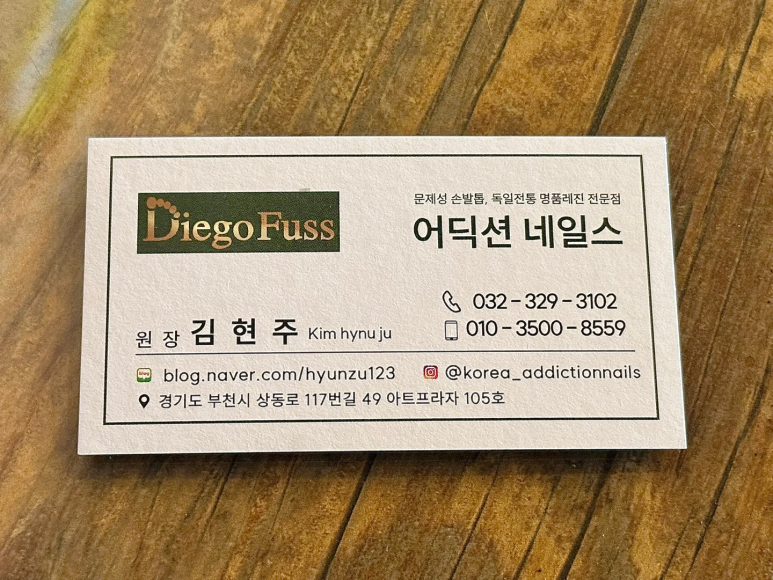 Diego Fuss
문제성 손발톱, 독일전통 명품레진 전문점
어딕션 네일스
032-329-3102
010-3500-8559
원 장 김 현 주 Kim hynu ju
blog.naver.com/hyunzu123 @korea_addictionnails
경기도 부천시 상동로 117번길 49 아트프라자 105호